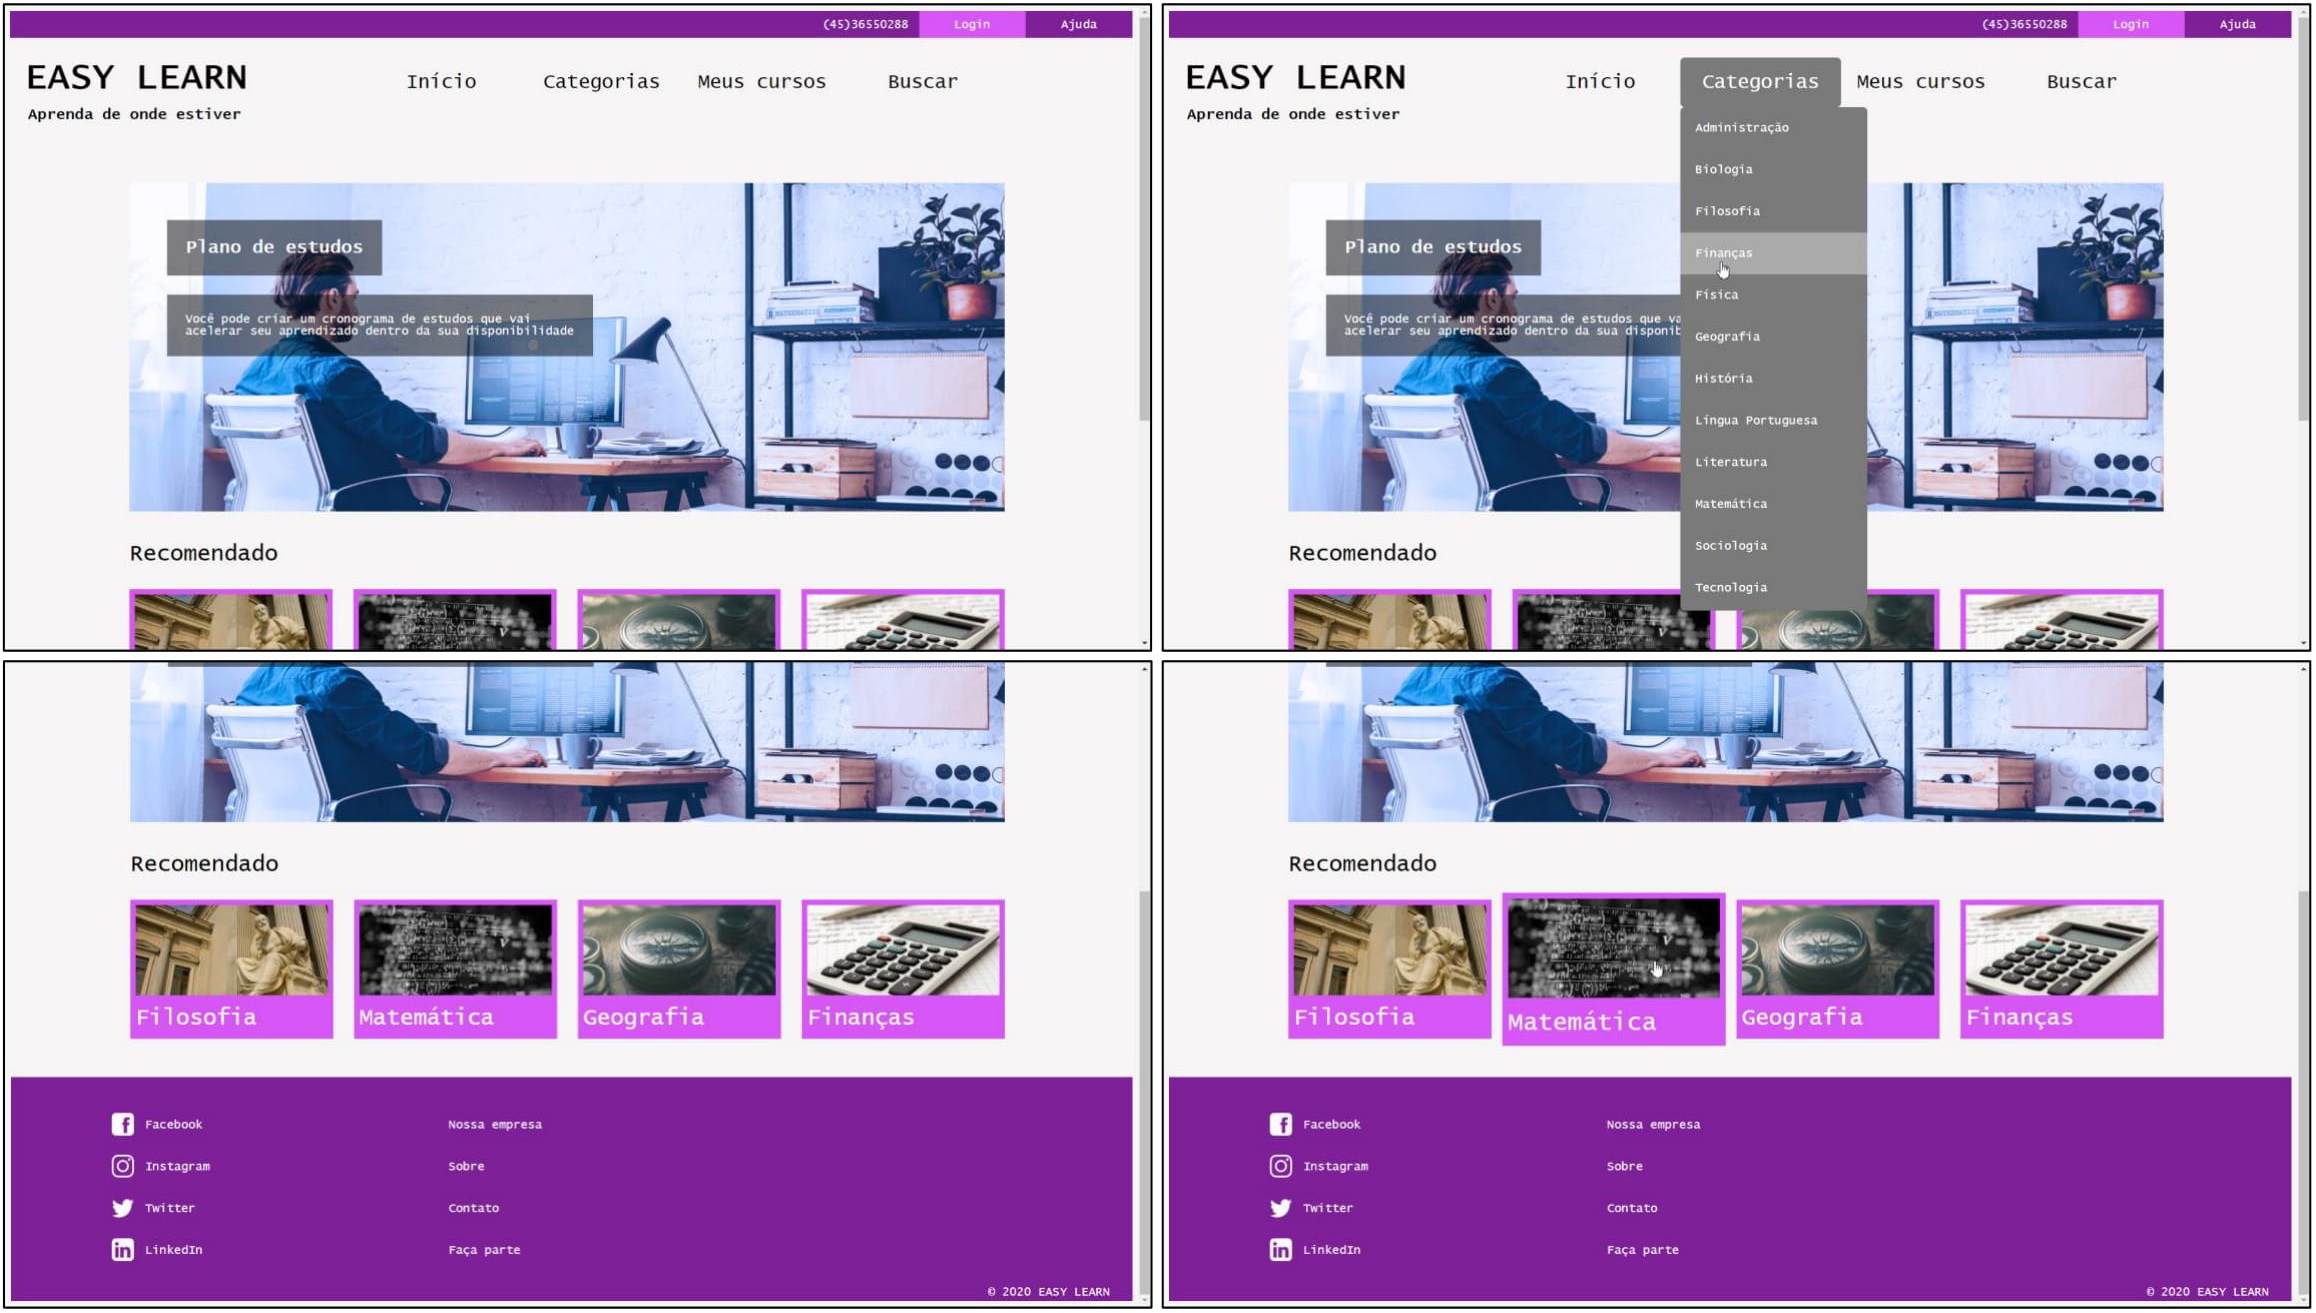 (45)36550288 Login Ajuda
EASY LEARN
Início Categorias Meus cursos Buscar
Aprenda de onde estiver
Plano de estudos
Você pode criar um cronograma de estudos que vai
acelerar seu aprendizado dentro da sua disponibilidade
Recomendado
(45)36550288 Login Ajuda
EASY LEARN
Início Categorias Meus cursos Buscar
Aprenda de onde estiver
Administração
Biologia
Filosofia
Finanças
Física
Geografia
História
Língua Portuguesa
Literatura
Matemática
Sociologia
Tecnologia
Plano de estudos
Você pode criar um cronograma de estudos que va
acelerar seu aprendizado dentro da sua disponib
Recomendado
Recomendado
Filosofia Matemática Geografia Finanças
Facebook Nossa empresa
Instagram Sobre
Twitter Contato
LinkedIn Faça parte
© 2020 EASY LEARN
Recomendado
Filosofia Matemática Geografia Finanças
Facebook Nossa empresa
Instagram Sobre
Twitter Contato
LinkedIn Faça parte
© 2020 EASY LEARN